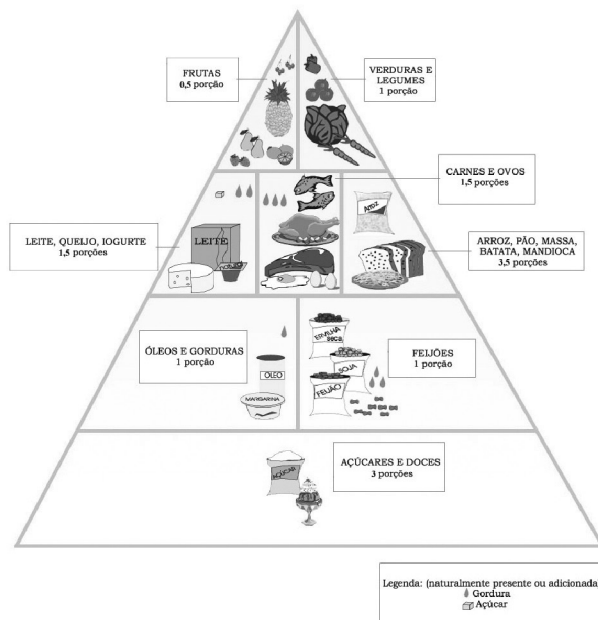 FRUTAS
0,5 porção
VERDURAS E
LEGUMES
1 porção
CARNES E OVOS
1,5 porções
ARROZ
LEITE, QUEIJO, IOGURTE
1,5 porções
LEITE
ARROZ, PÃO, MASSA,
BATATA, MANDIOCA
3,5 porções
ÓLEOS E GORDURAS
1 porção
ÓLEO
MARGARINA
ERVILHA
seca
SOJA
FEIJÃO
FEIJÕES
1 porção
AÇÚCAR
AÇÚCARES E DOCES
3 porções
Legenda: (naturalmente presente ou adicionada
Gordura
Açúcar